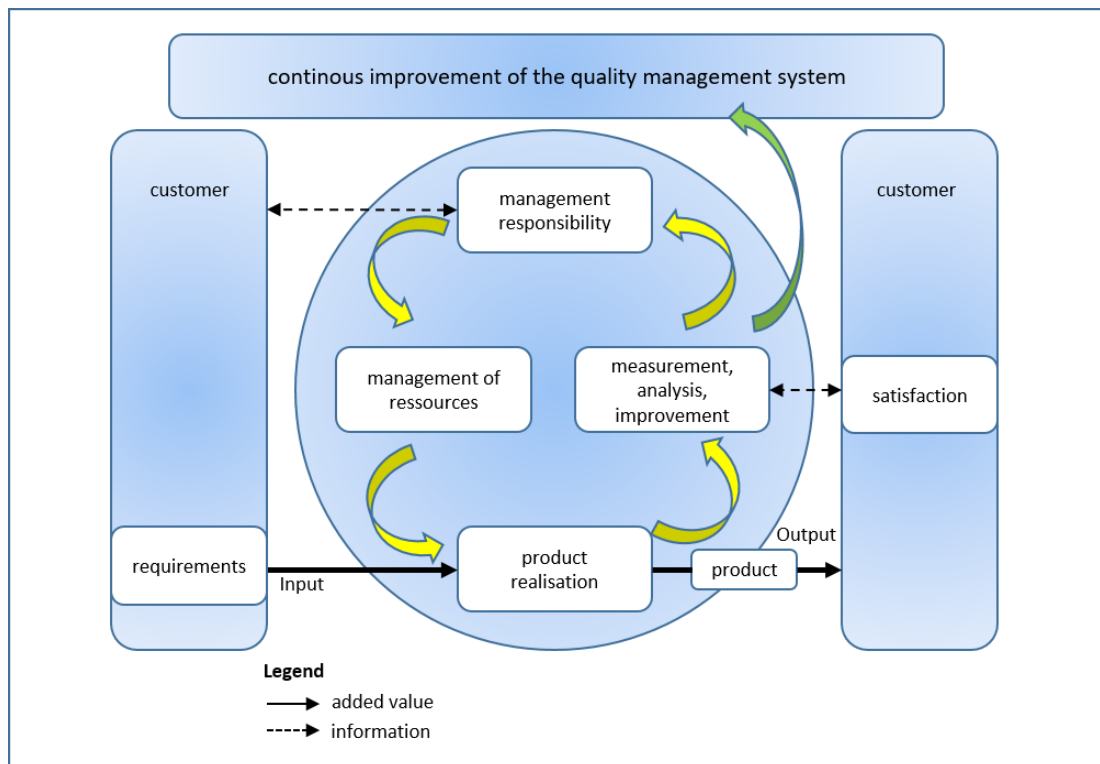 continous improvement of the quality management system
customer
management
responsibility
customer
management of
ressources
measurement,
analysis,
improvement
satisfaction
requirements
Input
product
realisation
product
Output
Legend
added value
information